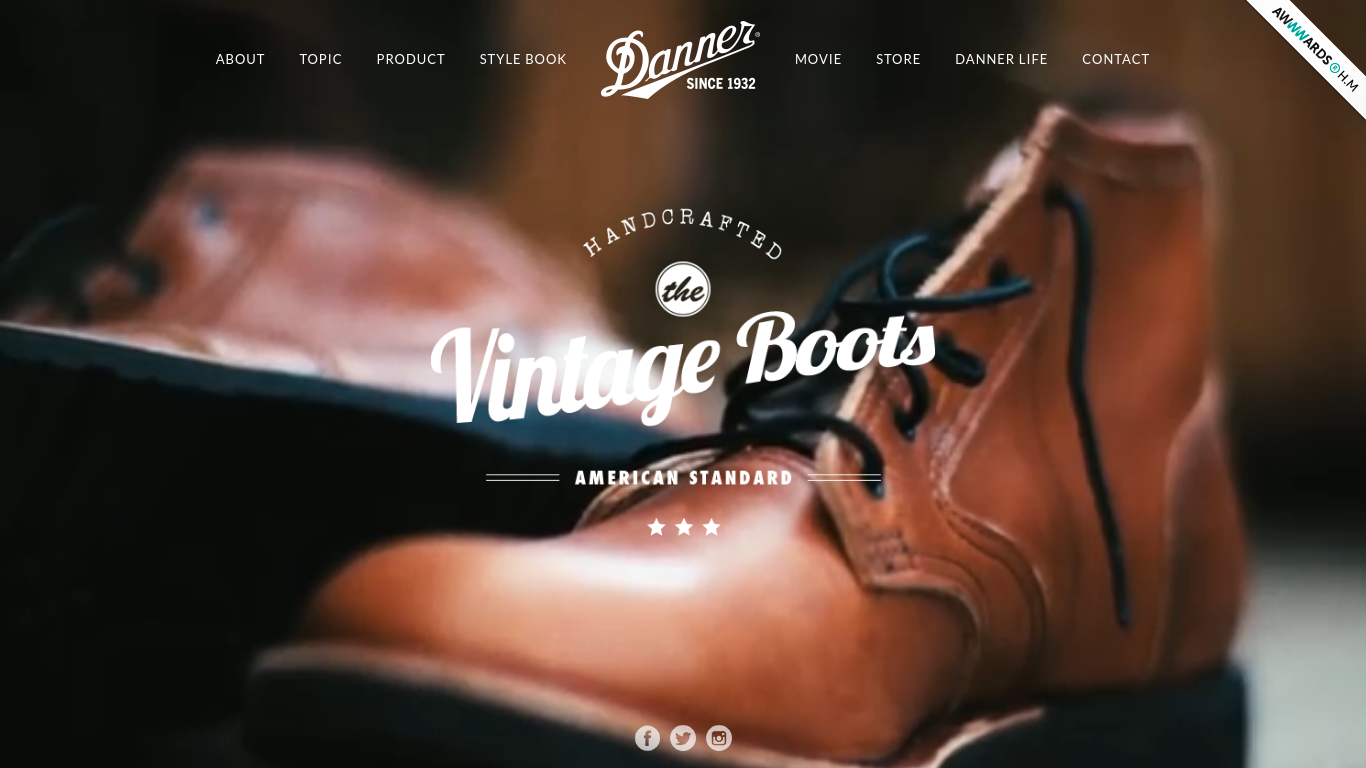 ABOUT TOPIC PRODUCT STYLE BOOK Danner® MOVIE STORE DANNER LIFE CONTACT
SINCE 1932
AWWWARDS® H.M
HANDCRAFTED
the
Vintage Boots
AMERICAN STANDARD